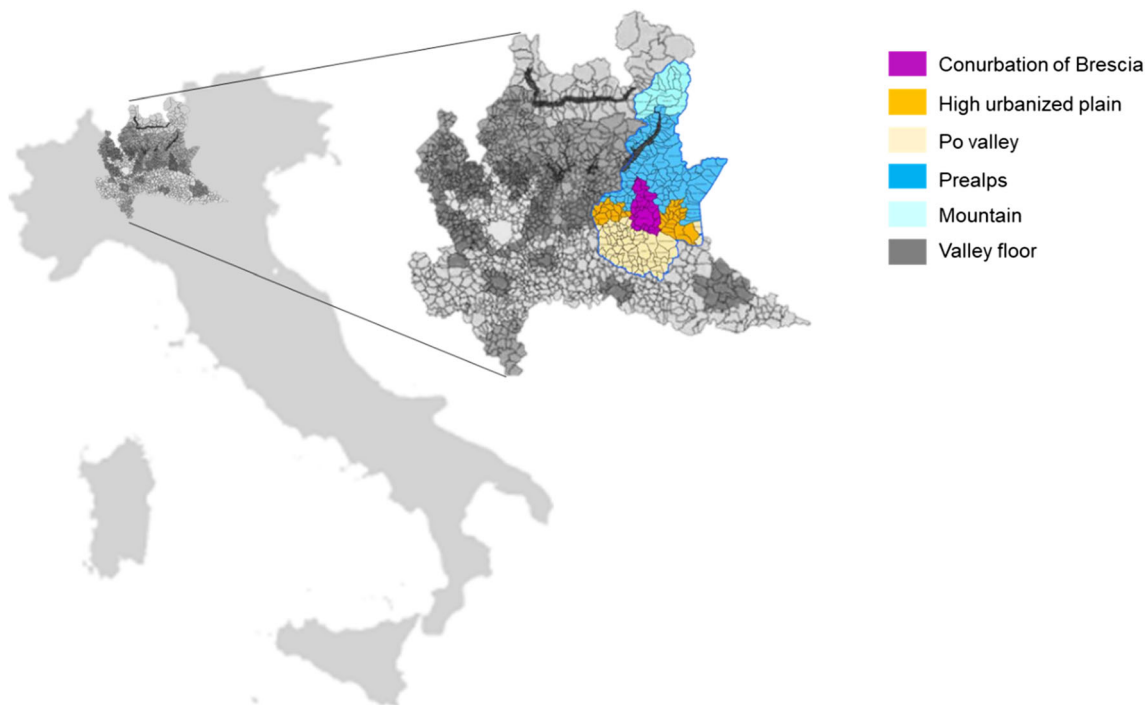 Conurbation of Brescia
High urbanized plain
Po valley
Prealps
Mountain
Valley floor